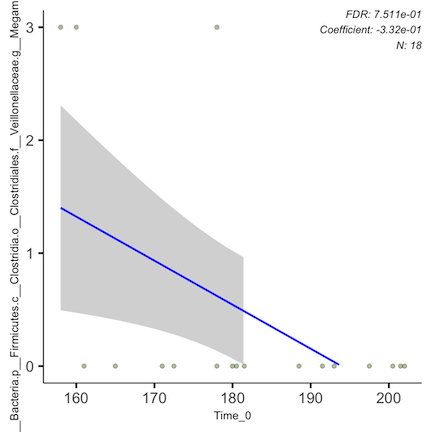 FDR: 7.511e-01
Coefficient: -3.32e-01
N: 18
__Bacteria.p__Firmicutes.c__Clostridia.o__Clostridiales.f__Veillonellaceae.g__Megam
3
2
1
0
160 170 180 190 200
Time_0